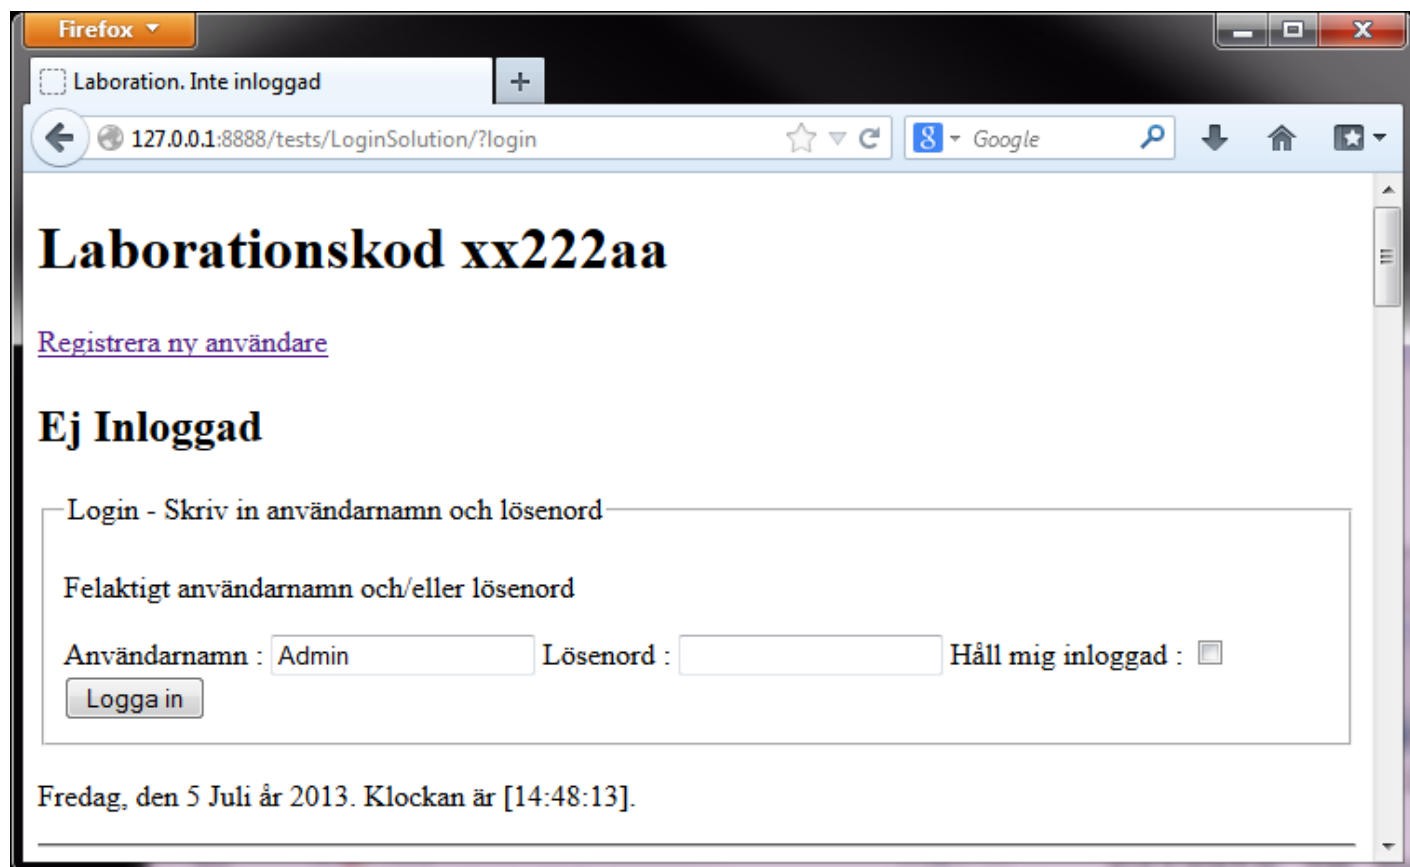 Firefox
Laboration. Inte inloggad
127.0.0.1:8888/tests/LoginSolution/?login
8 Google
Laborationskod xx222aa
Registrera ny användare
Ej Inloggad
Login - Skriv in användarnamn och lösenord
Felaktigt användarnamn och/eller lösenord
Användarnamn : Admin Lösenord : Håll mig inloggad :
Logga in
Fredag, den 5 Juli år 2013. Klockan är [14:48:13].